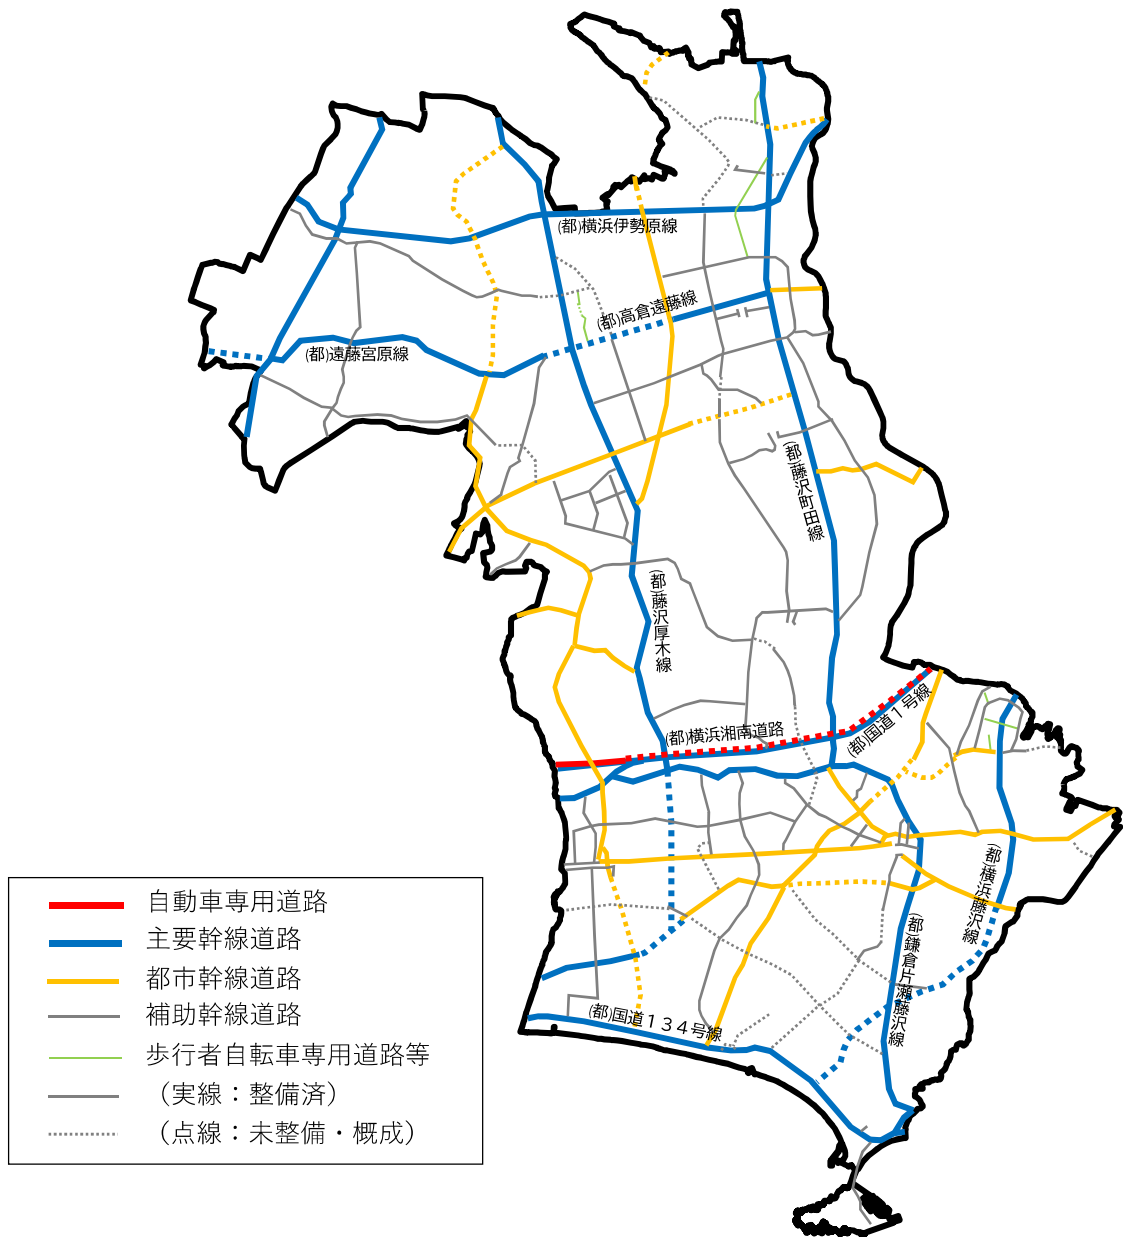 (都)横浜伊勢原線
(都)高倉遠藤線
(都)遠藤宮原線
(都)藤沢町田線
(都)藤沢厚木線
(都)国道１号線
(都)横浜湘南道路
(都)横浜藤沢線
(都)鎌倉片瀬藤沢線
(都)国道１３４号線
自動車専用道路
主要幹線道路
都市幹線道路
補助幹線道路
歩行者自転車専用道路等
（実線：整備済）
（点線：未整備・概成）